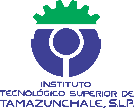 INSTITUTO
TECNOLÓGICO SUPERIOR DE
TAMAZUNCHALE, S.L.P.